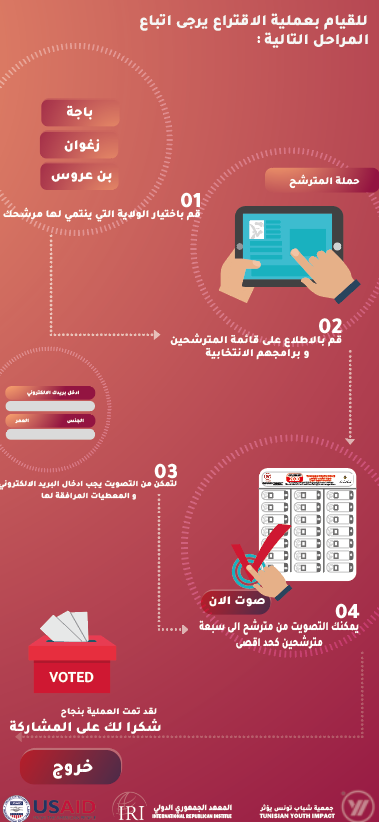 للقيام بعملية الاقتراع يرجى اتباع
المراحل التالية :
باجة
زغوان
بن عروس
حملة المترشح
01
قم باختيار الولاية التي ينتمي لها مرشحك
02
قم بالاطلاع على قائمة المترشحين
و برامجهم الانتخابية
ادخل بريدك الالكتروني
الجنس العمر
03
لتمكن من التصويت يجب ادخال البريد الالكتروني
و المعطيات المرافقة لها
صوت الان
04
يمكنك التصويت من مترشح الى سبعة
مترشحين كحد اقصى
VOTED
لقد تمت العملية بنجاح
شكرا لك على المشاركة
خروج
USAID
IRI
المعهد الجمهوري الدولي
INTERNATIONAL REPUBLICAN INSTITUTE
جمعية شباب تونس يؤثر
TUNISIAN YOUTH IMPACT